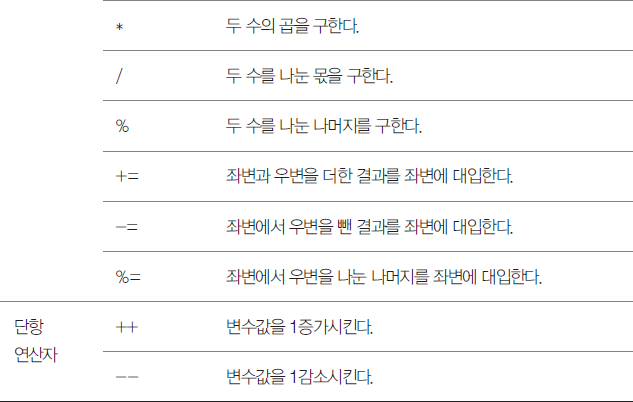 * 두 수의 곱을 구한다.
/ 두 수를 나눈 몫을 구한다.
% 두 수를 나눈 나머지를 구한다.
+= 좌변과 우변을 더한 결과를 좌변에 대입한다.
-= 좌변에서 우변을 뺀 결과를 좌변에 대입한다.
%= 좌변에서 우변을 나눈 나머지를 좌변에 대입한다.
단항 ++ 변수값을 1증가시킨다.
연산자
-- 변수값을 1감소시킨다.